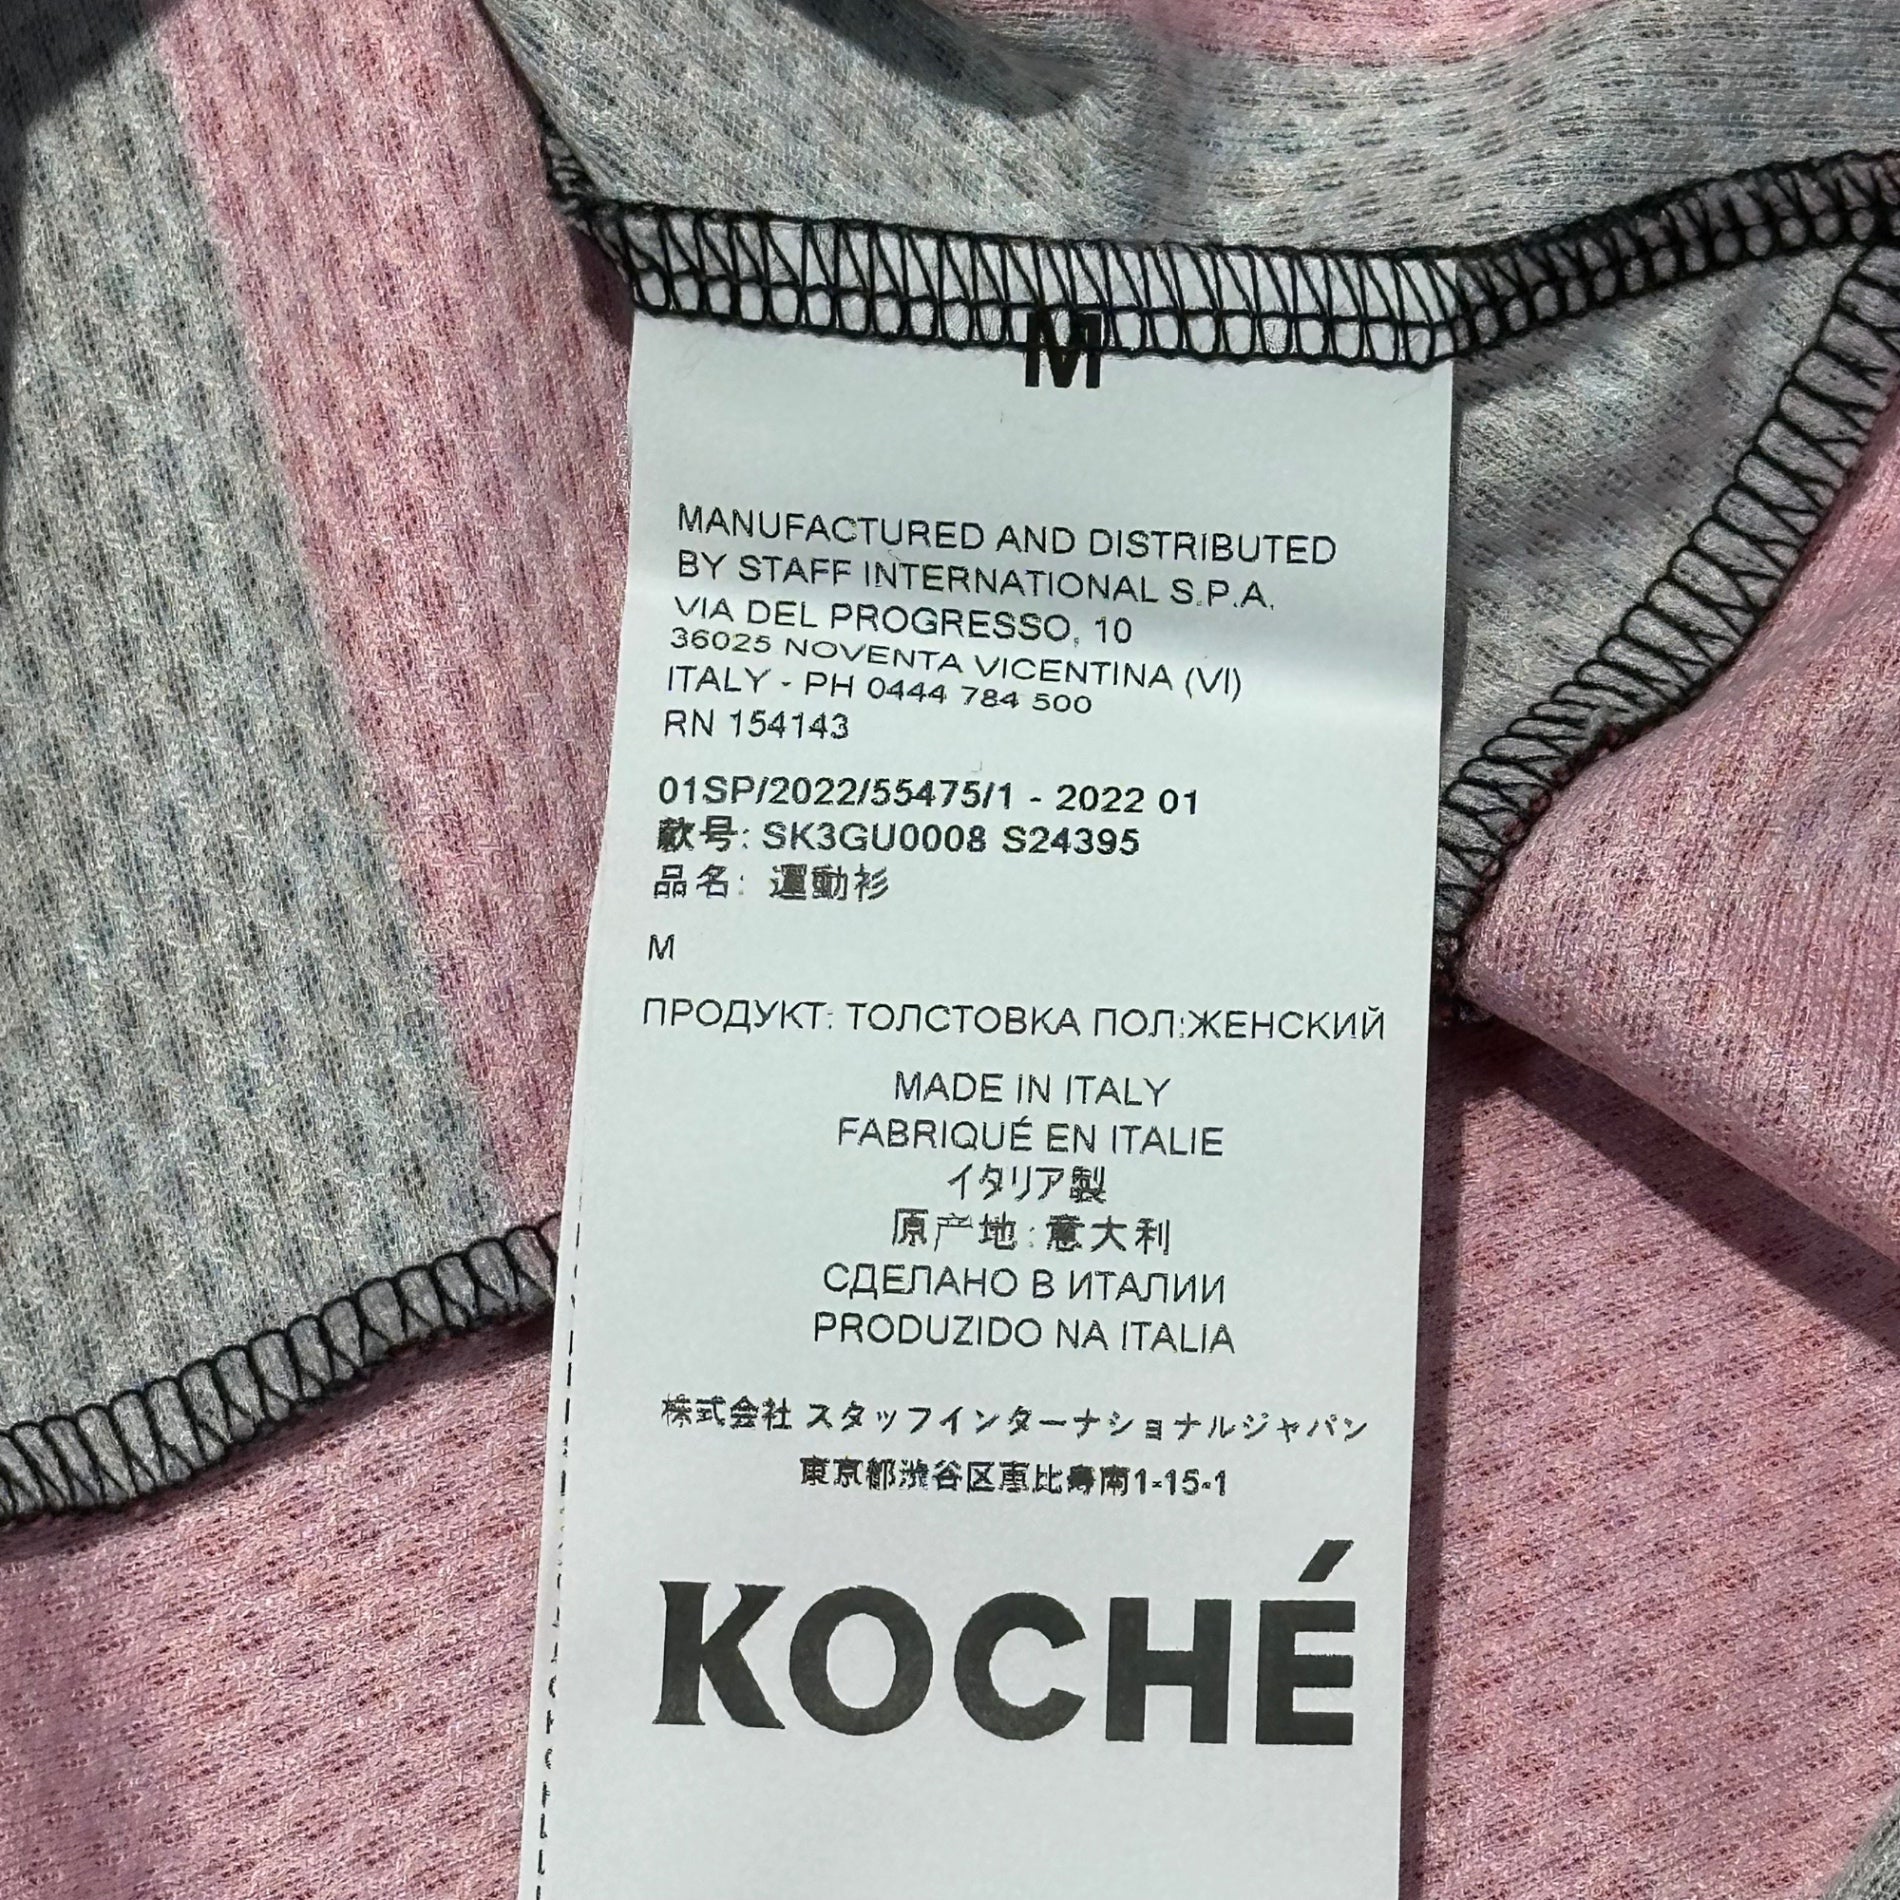 M
MANUFACTURED AND DISTRIBUTED
BY STAFF INTERNATIONAL S.P.A.
VIA DEL PROGRESSO, 10
36025 NOVENTA VICENTINA (VI)
ITALY - PH 0444 784 500
RN 154143
01SP/2022/55475/1 - 2022 01
款号: SK3GU0008 S24395
品名: 運動衫
M
ПРОДУКТ: ТОЛСТОВКА ПОЛ:ЖЕНСКИЙ
MADE IN ITALY
FABRIQUÉ EN ITALIE
イタリア製
原产地:意大利
СДЕЛАНО В ИТАЛИИ
PRODUZIDO NA ITALIA
株式会社 スタッフインターナショナルジャパン
東京都渋谷区恵比寿南1-15-1
KOCHÉ